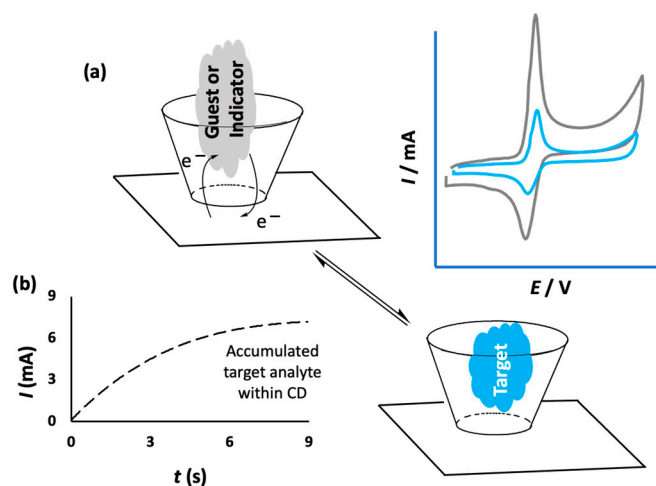 (a)
Guest or
Indicator
e−
e−
I / mA
E / V
(b)
9
6
3
0
I (mA)
Accumulated
target analyte
within CD
0
3
6
9
t (s)
Target